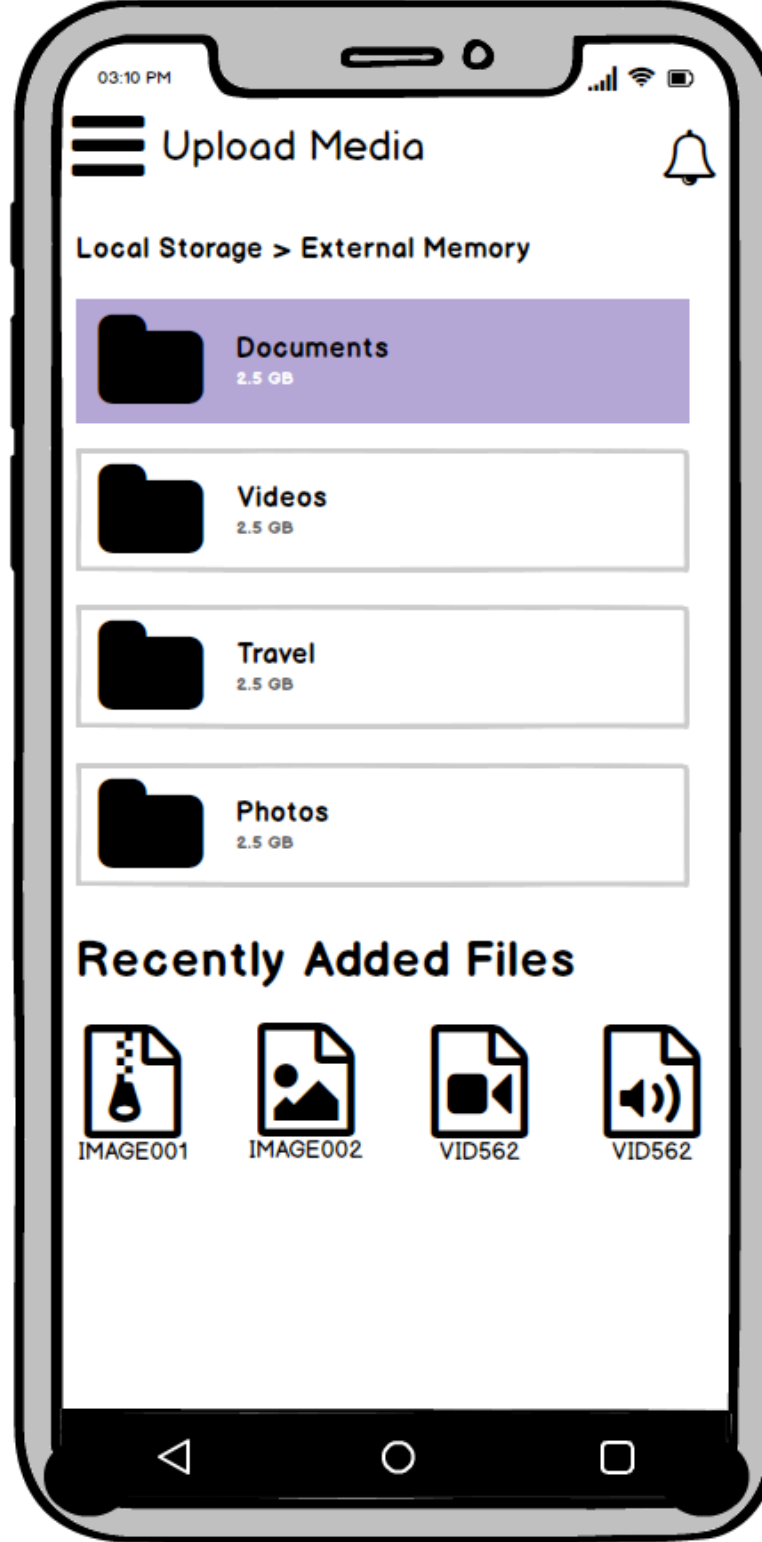 03:10 PM
Upload Media
Local Storage > External Memory
Documents
2.5 GB
Videos
2.5 GB
Travel
2.5 GB
Photos
2.5 GB
Recently Added Files
IMAGE001 IMAGE002 VID562 VID562